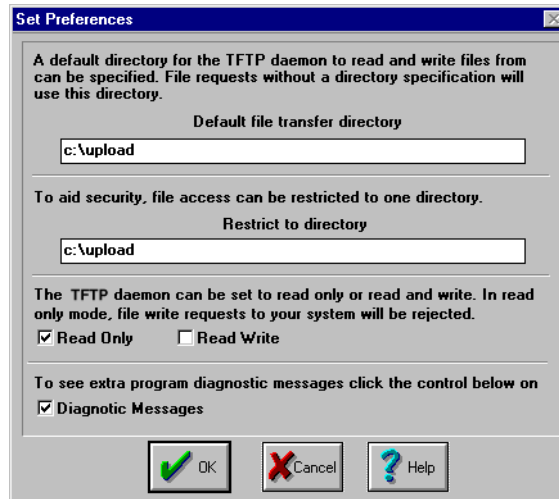 Set Preferences
A default directory for the TFTP daemon to read and write files from
can be specified. File requests without a directory specification will
use this directory.
Default file transfer directory
c:\upload
To aid security, file access can be restricted to one directory.
Restrict to directory
c:\upload
The TFTP daemon can be set to read only or read and write. In read
only mode, file write requests to your system will be rejected.
Read Only Read Write
To see extra program diagnostic messages click the control below on
Diagnotic Messages
OK Cancel Help